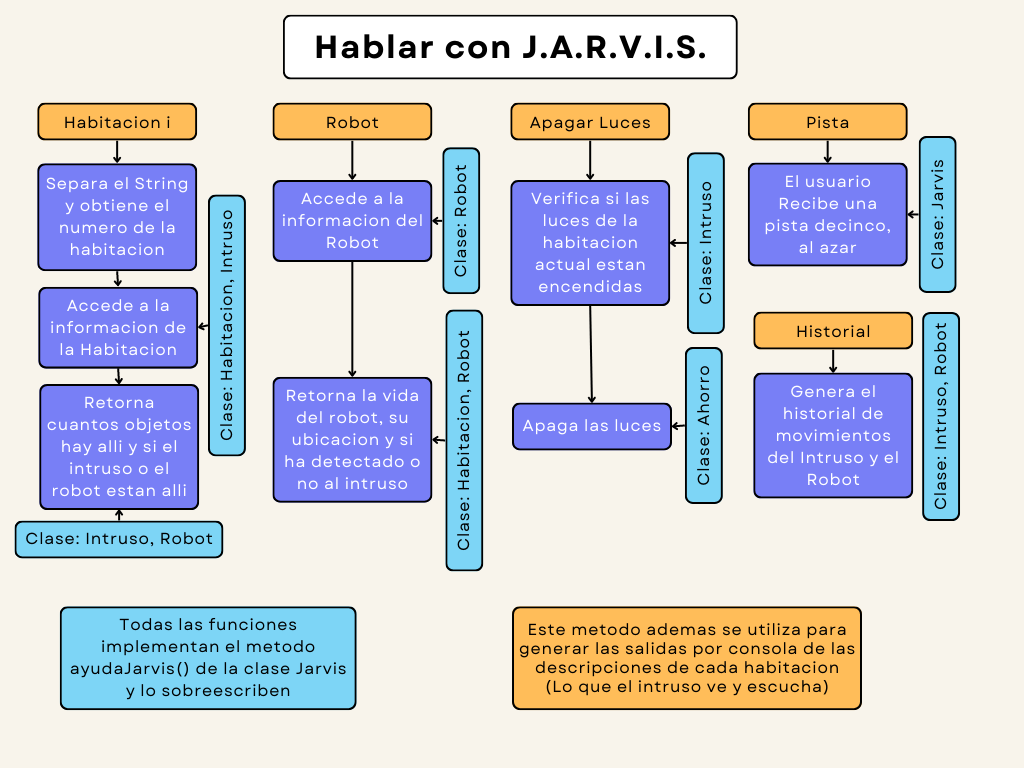 Hablar con J.A.R.V.I.S.
Habitacion i
Separa el String
y obtiene el
numero de la
habitacion
Accede a la
informacion de
la Habitacion
Clase: Habitacion, Intruso
Retorna
cuantos objetos
hay alli y si el
intruso o el
robot estan alli
Clase: Intruso, Robot
Robot
Accede a la
informacion del
Robot
Clase: Robot
Retorna la vida
del robot, su
ubicacion y si
ha detectado o
no al intruso
Clase: Habitacion, Robot
Apagar Luces
Verifica si las
luces de la
habitacion
actual estan
encendidas
Clase: Intruso
Apaga las luces
Clase: Ahorro
Pista
El usuario
Recibe una
pista decinco,
al azar
Clase: Jarvis
Historial
Genera el
historial de
movimientos
del Intruso y el
Robot
Clase: Intruso, Robot
Todas las funciones
implementan el metodo
ayudaJarvis() de la clase Jarvis
y lo sobreescriben
Este metodo ademas se utiliza para
generar las salidas por consola de las
descripciones de cada habitacion
(Lo que el intruso ve y escucha)